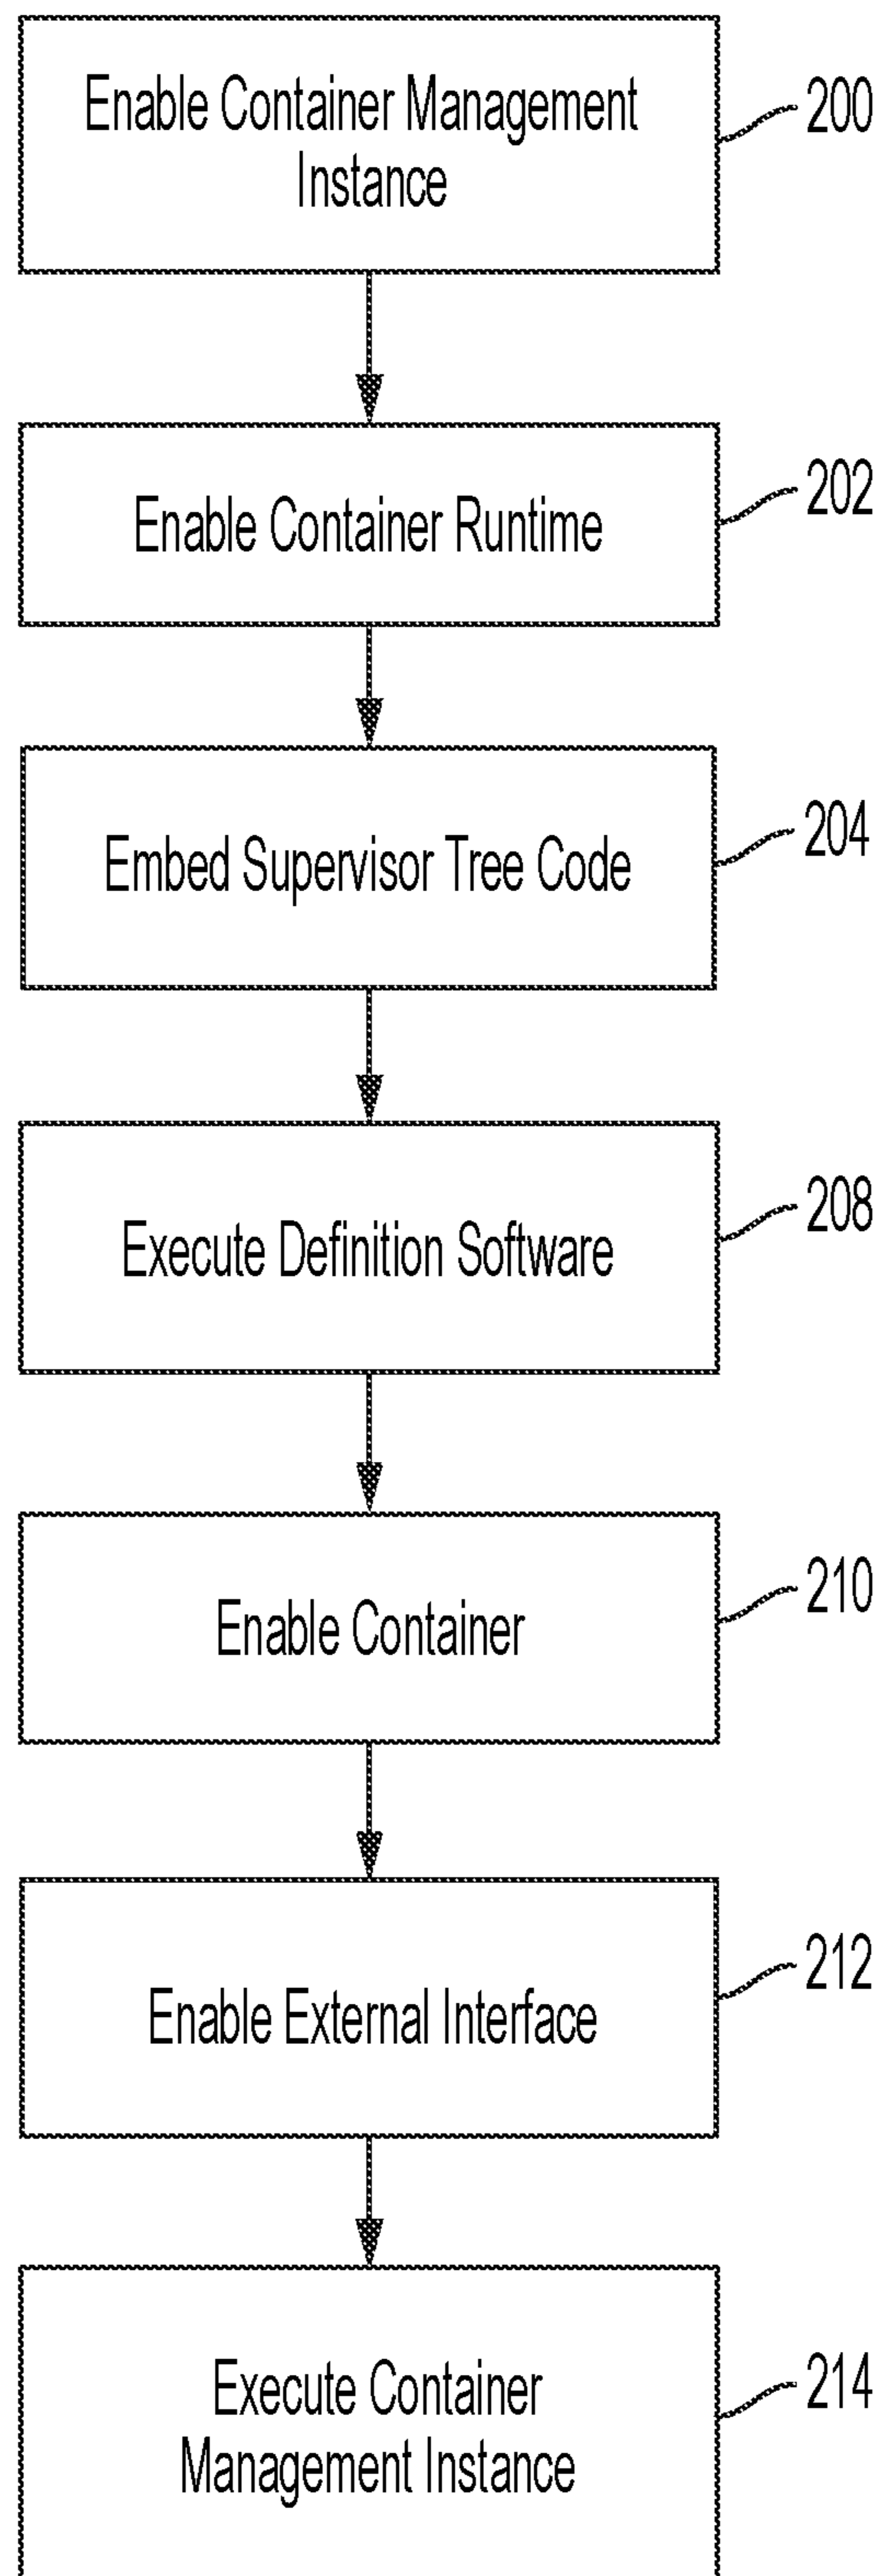 Enable Container Management
Instance
200
Enable Container Runtime
202
Embed Supervisor Tree Code
204
Execute Definition Software
208
Enable Container
210
Enable External Interface
212
Execute Container
Management Instance
214